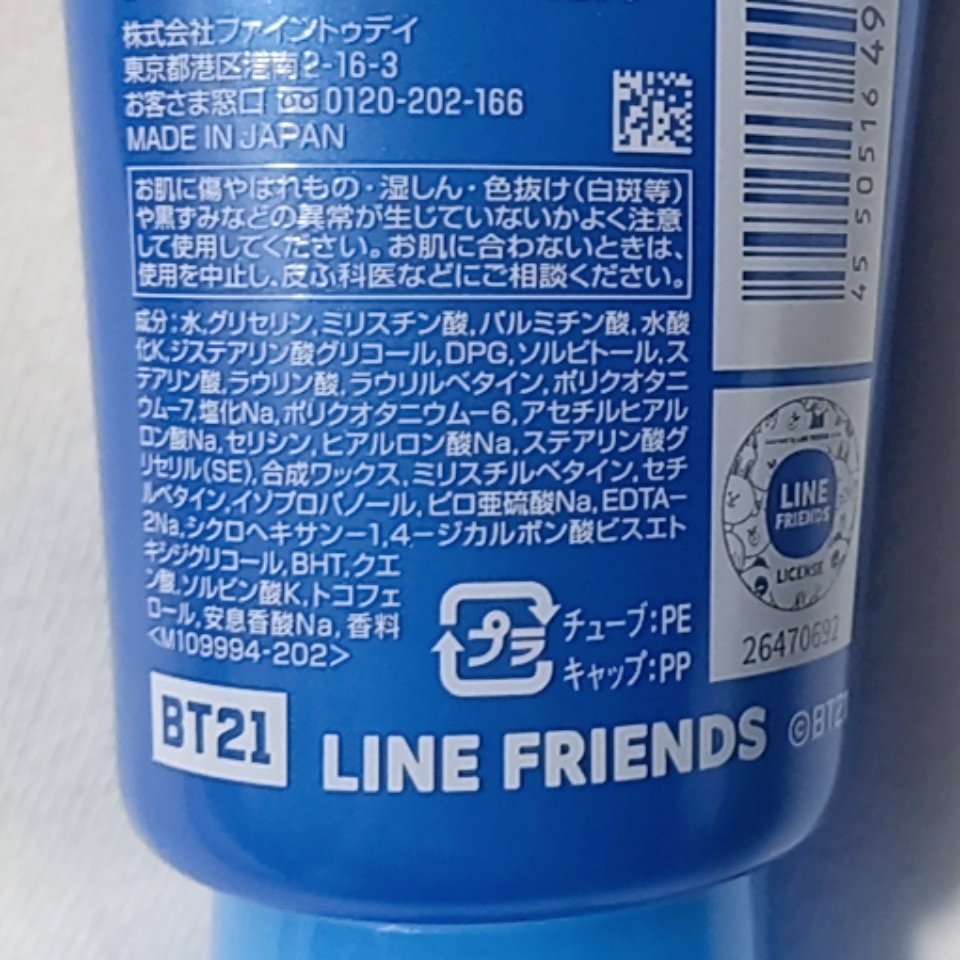 株式会社ファイントゥデイ
東京都港区港南2-16-3
お客さま窓口 0120-202-166
MADE IN JAPAN
お肌に傷やはれもの・湿しん・色抜け(白斑等)
や黒ずみなどの異常が生じていないかよく注意
して使用してください。お肌に合わないときは、
使用を中止し、皮ふ科医などにご相談ください。
成分:水,グリセリン,ミリスチン酸,パルミチン酸,水酸
化K,ジステアリン酸グリコール,DPG,ソルビトール,ス
テアリン酸,ラウリン酸,ラウリルベタイン,ポリクオタニ
ウム-7,塩化Na,ポリクオタニウム-6,アセチルヒアル
ロン酸Na,セリシン,ヒアルロン酸Na,ステアリン酸グ
リセリル(SE),合成ワックス,ミリスチルベタイン,セチ
ルベタイン,イソプロパノール,ピロ亜硫酸Na,EDTA-
2Na,シクロヘキサン-1,4-ジカルボン酸ビスエト
キシジグリコール,BHT,クエ
ン酸,ソルビン酸K,トコフェ
ロール,安息香酸Na,香料
<M109994-202>
プラ
チューブ:PE
キャップ:PP
BT21
LINE FRIENDS
©BT21
4 550516 49
LINE
FRIENDS
LICENSE
26470692